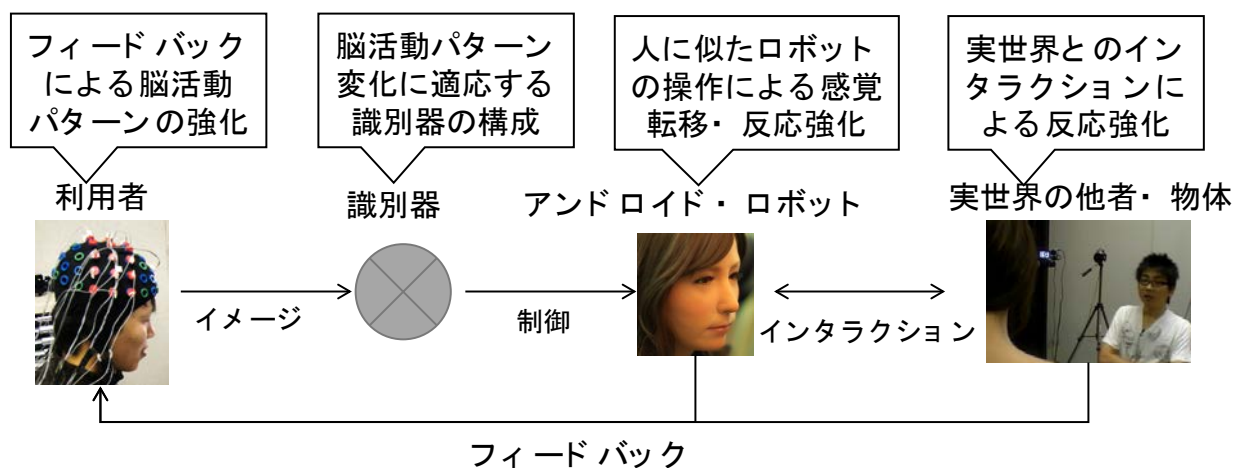 フィードバック
による脳活動
パターンの強化
脳活動パターン
変化に適応する
識別器の構成
人に似たロボット
の操作による感覚
転移・反応強化
実世界とのイン
タラクションに
よる反応強化
利用者
識別器
アンドロイド・ロボット
実世界の他者・物体
イメージ
制御
インタラクション
フィードバック